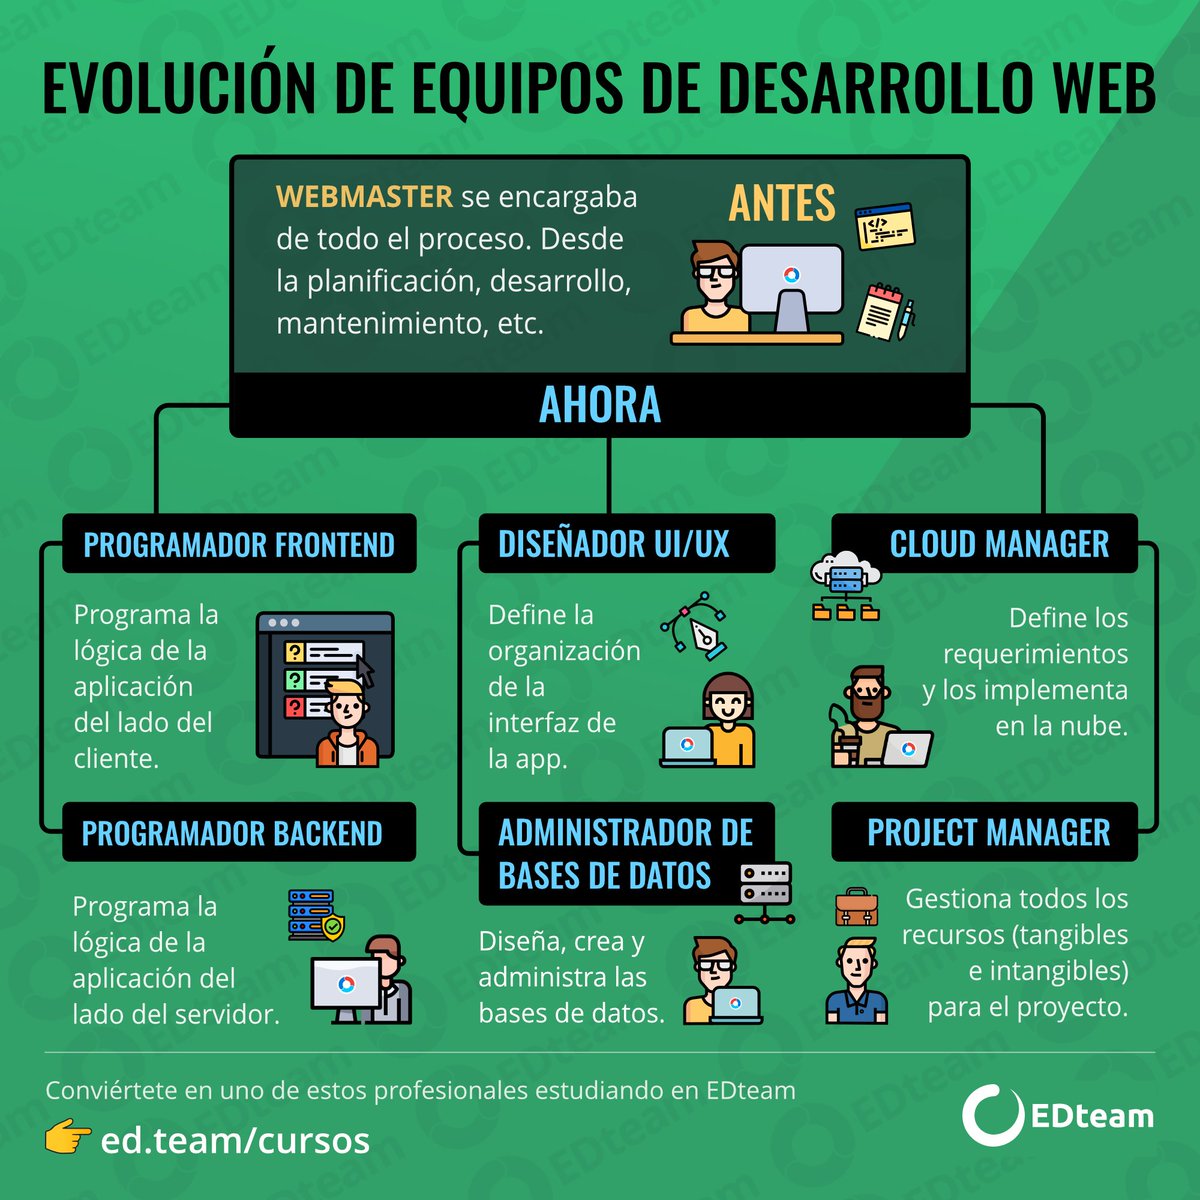 EVOLUCIÓN DE EQUIPOS DE DESARROLLO WEB
WEBMASTER se encargaba
de todo el proceso. Desde
la planificación, desarrollo,
mantenimiento, etc.
ANTES
AHORA
PROGRAMADOR FRONTEND
Programa la
lógica de la
aplicación
del lado del
cliente.
DISEÑADOR UI/UX
Define la
organización
de la
interfaz de
la app.
CLOUD MANAGER
Define los
requerimientos
y los implementa
en la nube.
PROGRAMADOR BACKEND
Programa la
lógica de la
aplicación del
lado del servidor.
ADMINISTRADOR DE
BASES DE DATOS
Diseña, crea y
administra las
bases de datos.
PROJECT MANAGER
Gestiona todos los
recursos (tangibles
e intangibles)
para el proyecto.
Conviértete en uno de estos profesionales estudiando en EDteam
ed.team/cursos
EDteam